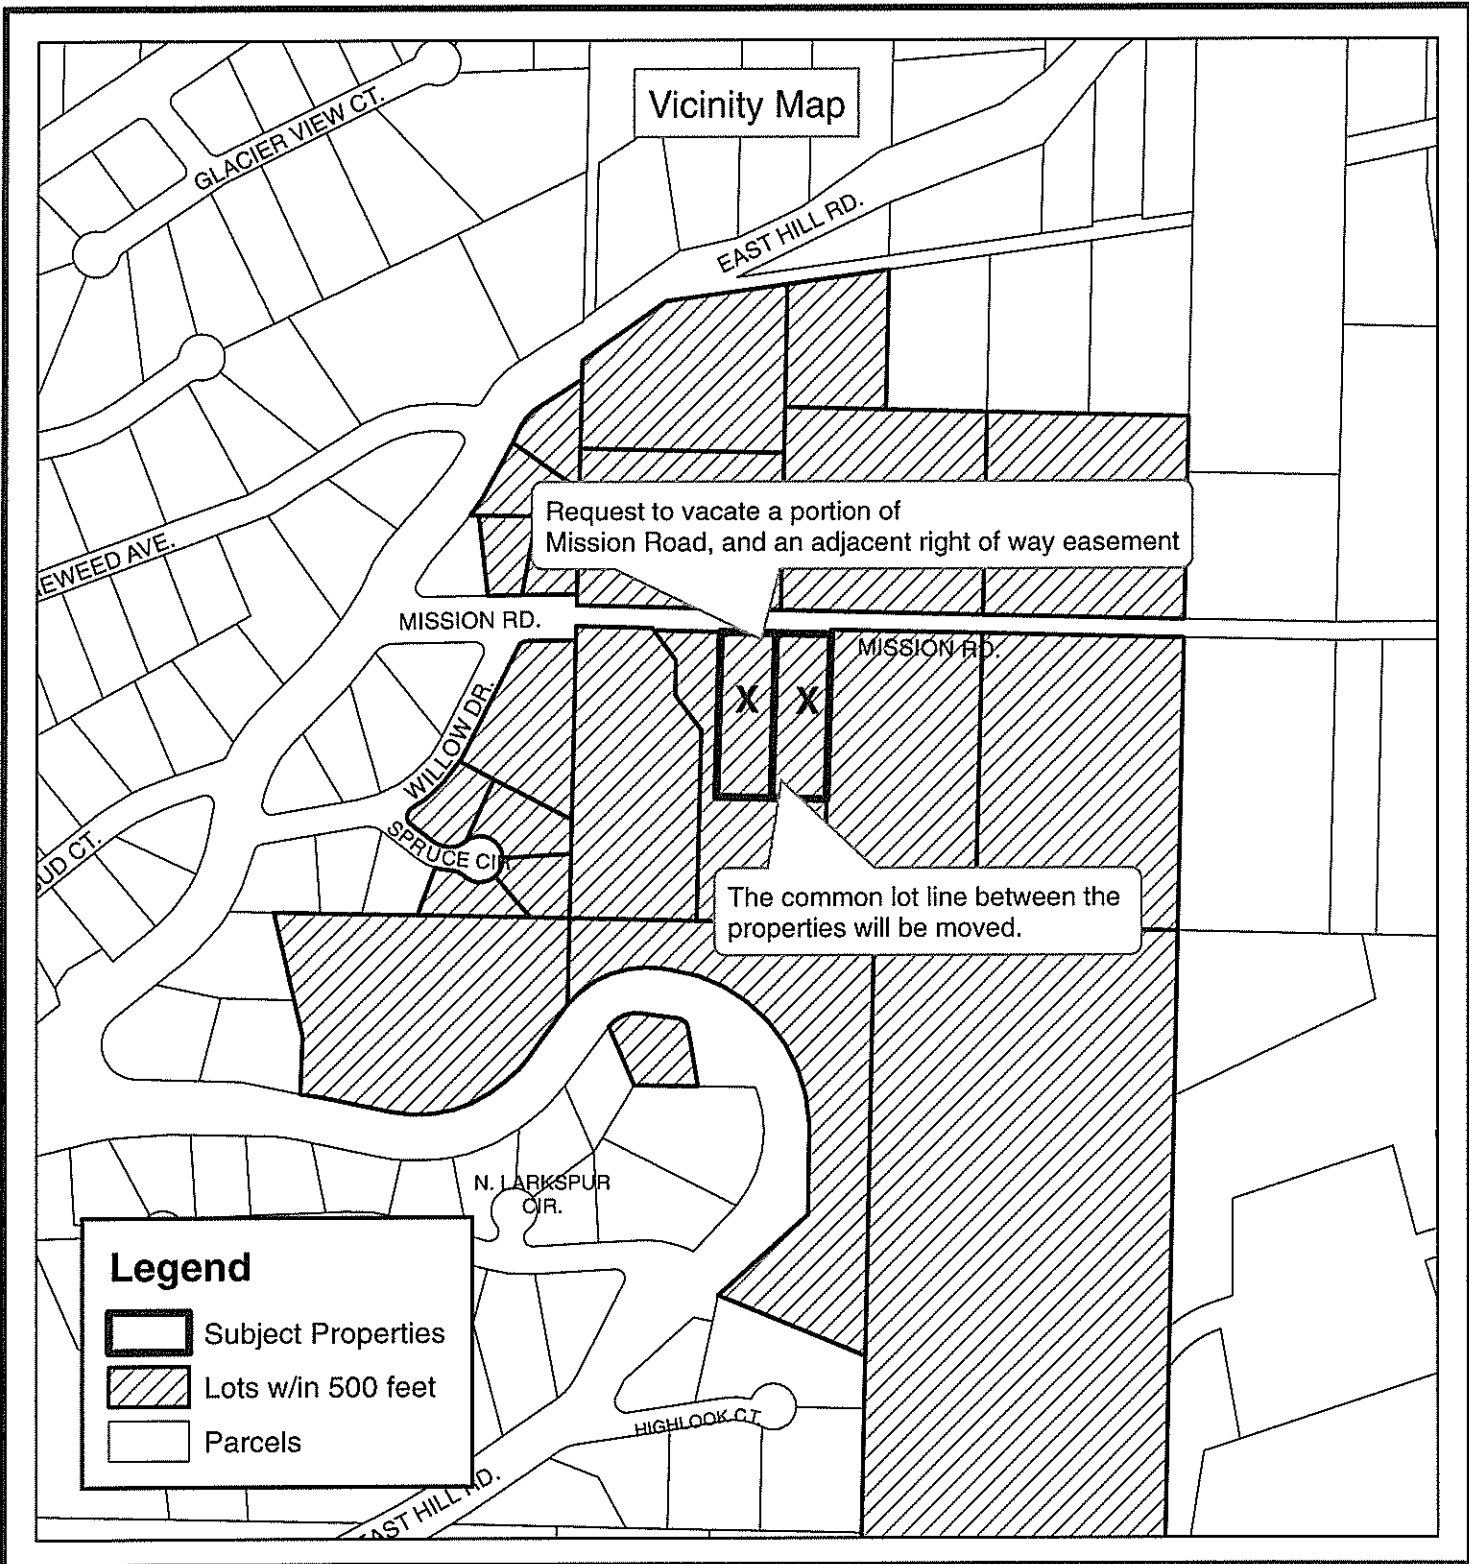 Vicinity Map
GLACIER VIEW CT.
EAST HILL RD.
Request to vacate a portion of
Mission Road, and an adjacent right of way easement
EWEED AVE.
MISSION RD.
MISSION RD.
X X
WILLOW DR.
SPRUCE CIR
UD CT.
The common lot line between the
properties will be moved.
N. LARKSPUR
CIR.
Legend
Subject Properties
Lots w/in 500 feet
Parcels
HIGHLOOK CT.
EAST HILL RD.